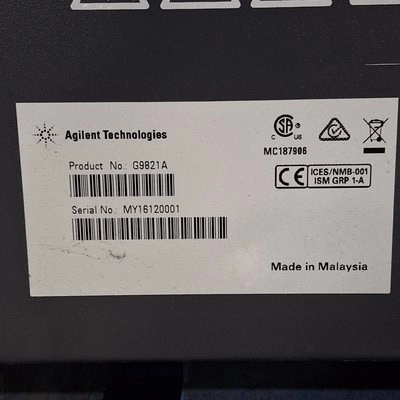 Agilent Technologies
Product No.: G9821A
Serial No.: MY16120001
C US
MC187906
CE ICES/NMB-001
ISM GRP 1-A
Made in Malaysia